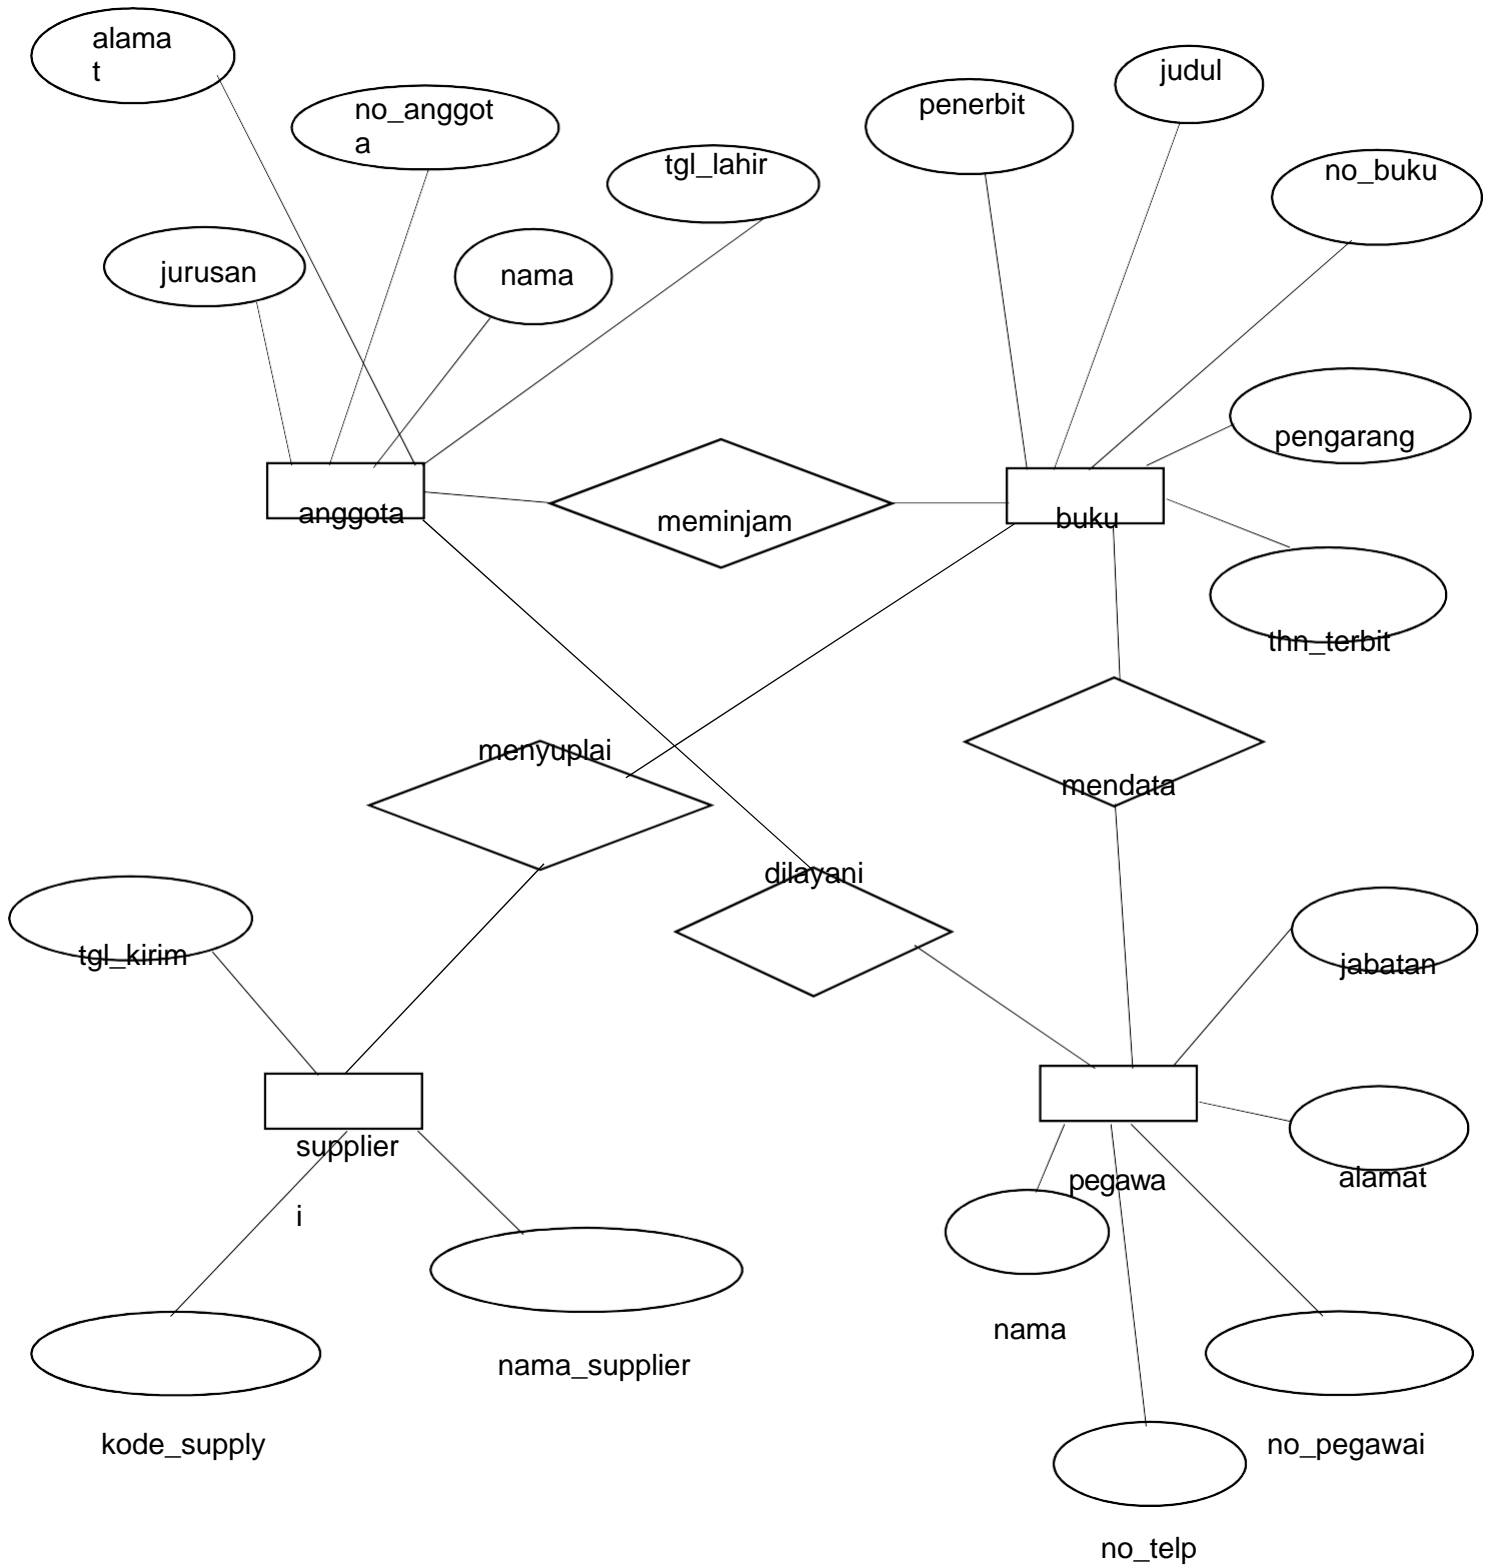 alama
t
no_anggot
a
tgl_lahir
penerbit
judul
no_buku
jurusan
nama
pengarang
anggota
meminjam
buku
thn_terbit
menyuplai
mendata
dilayani
tgl_kirim
jabatan
supplier
pegawa
alamat
i
nama
nama_supplier
kode_supply
no_pegawai
no_telp